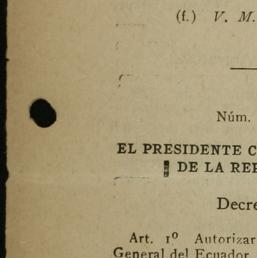 (f.) V. M.
Núm.
EL PRESIDENTE C
DE LA REP
Decre
Art. 1º Autorizar
General del Ecuador